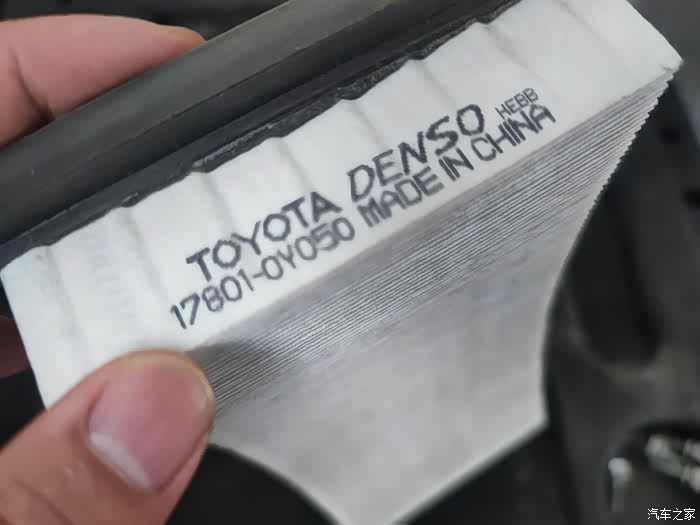 TOYOTA DENSO HEBB
17801-0Y050 MADE IN CHINA
汽车之家